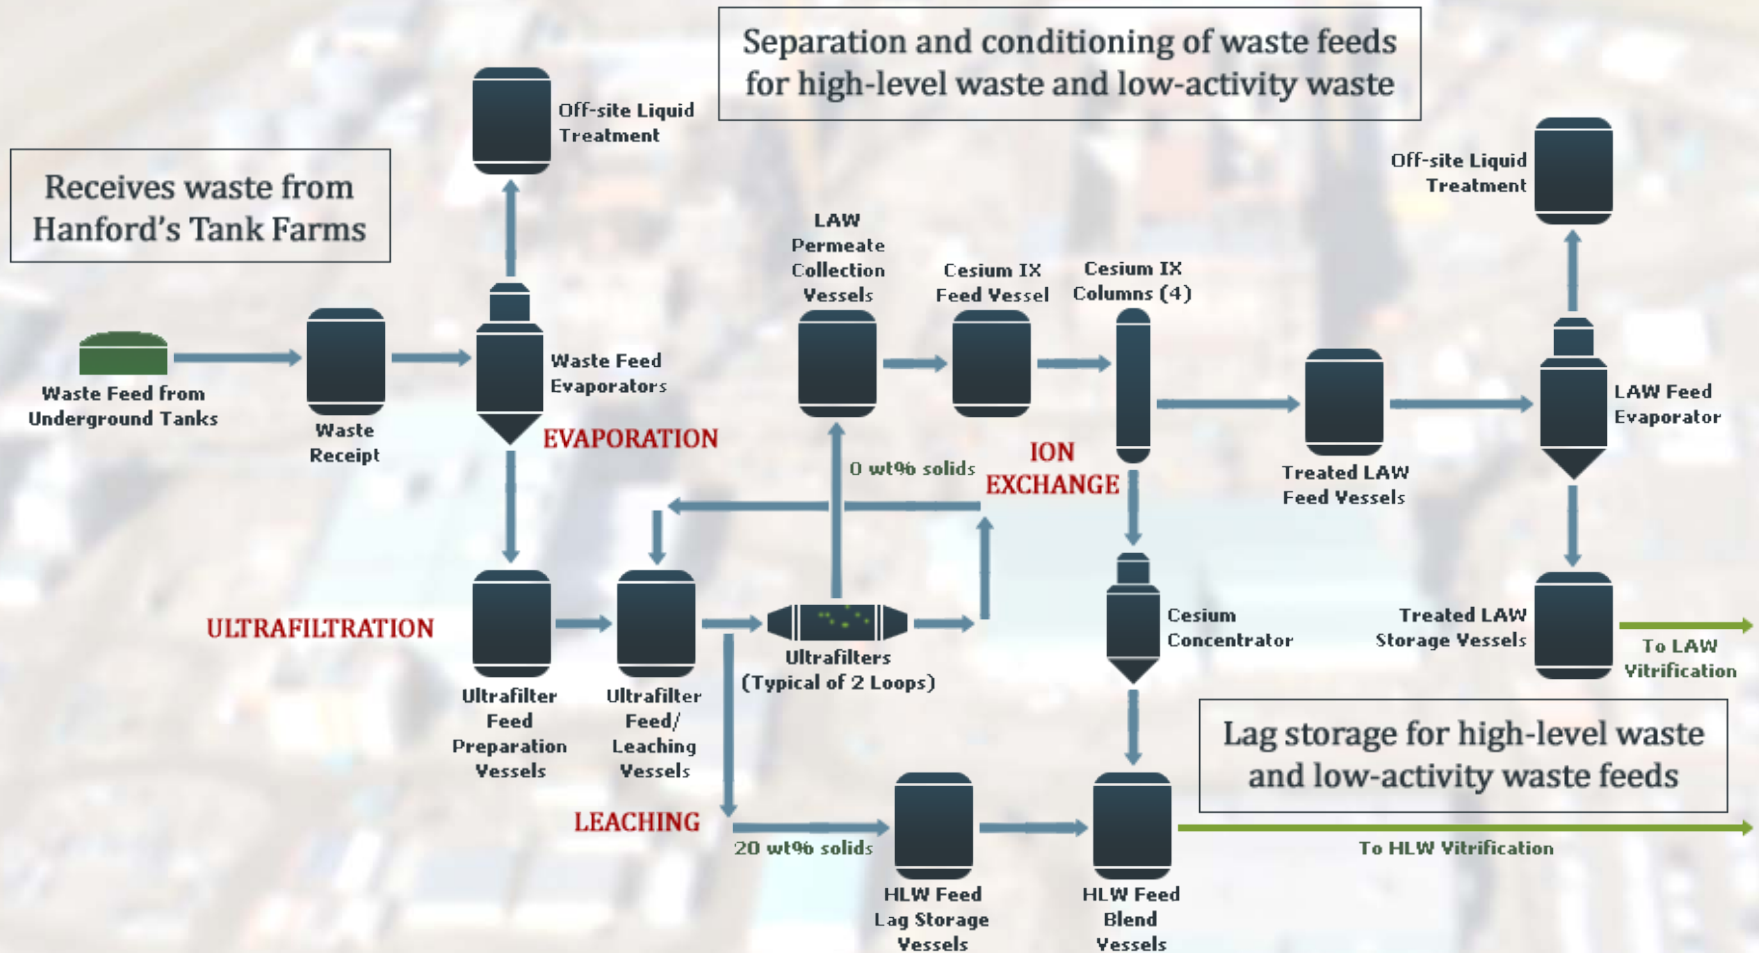 Separation and conditioning of waste feeds
for high-level waste and low-activity waste
Receives waste from
Hanford's Tank Farms
Off-site Liquid
Treatment
Off-site Liquid
Treatment
Waste Feed from
Underground Tanks
Waste
Receipt
Waste Feed
Evaporators
EVAPORATION
LAW
Permeate
Collection
Vessels
Cesium IX
Feed Vessel
Cesium IX
Columns (4)
ION
EXCHANGE
0 wt% solids
Treated LAW
Feed Vessels
LAW Feed
Evaporator
ULTRAFILTRATION
Ultrafilter
Feed
Preparation
Vessels
Ultrafilter
Feed/
Leaching
Vessels
Ultrafilters
(Typical of 2 Loops)
Cesium
Concentrator
Treated LAW
Storage Vessels
To LAW
Vitrification
Lag storage for high-level waste
and low-activity waste feeds
LEACHING
20 wt% solids
HLW Feed
Lag Storage
Vessels
HLW Feed
Blend
Vessels
To HLW Vitrification